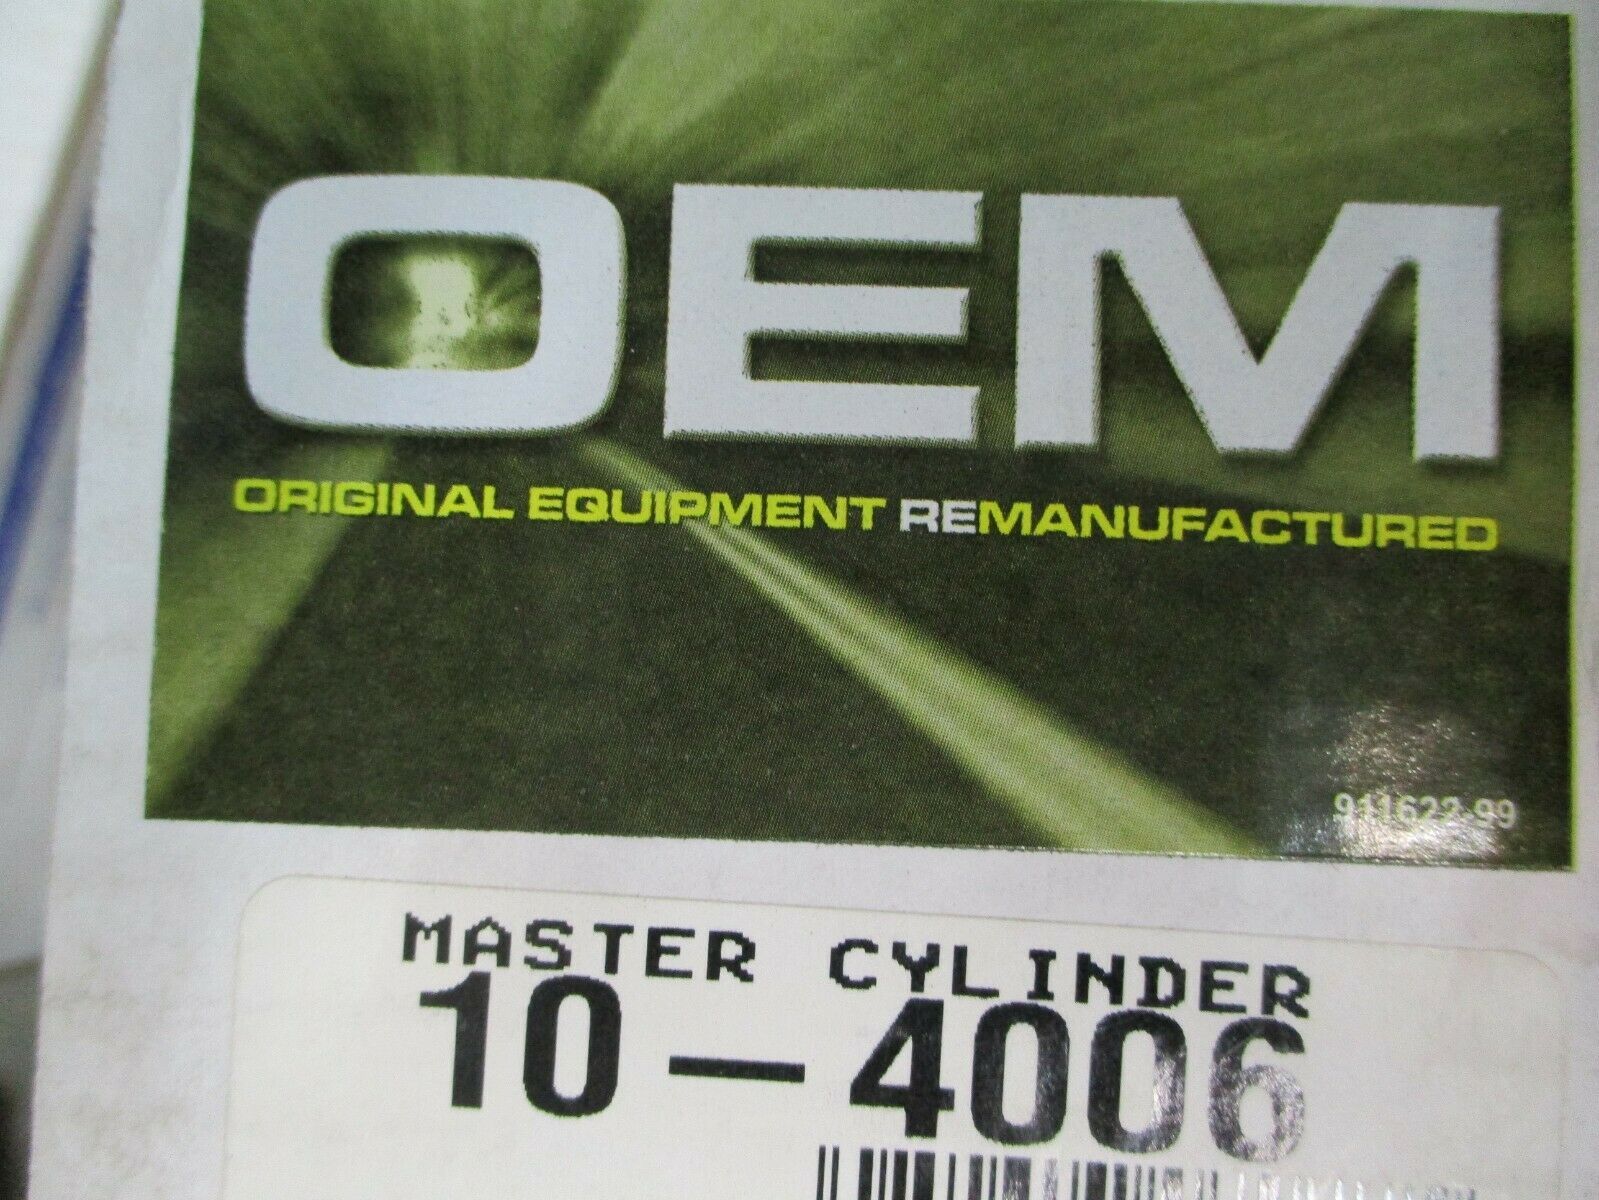 OEM
ORIGINAL EQUIPMENT REMANUFACTURED
911622-99
MASTER CYLINDER
10-4006